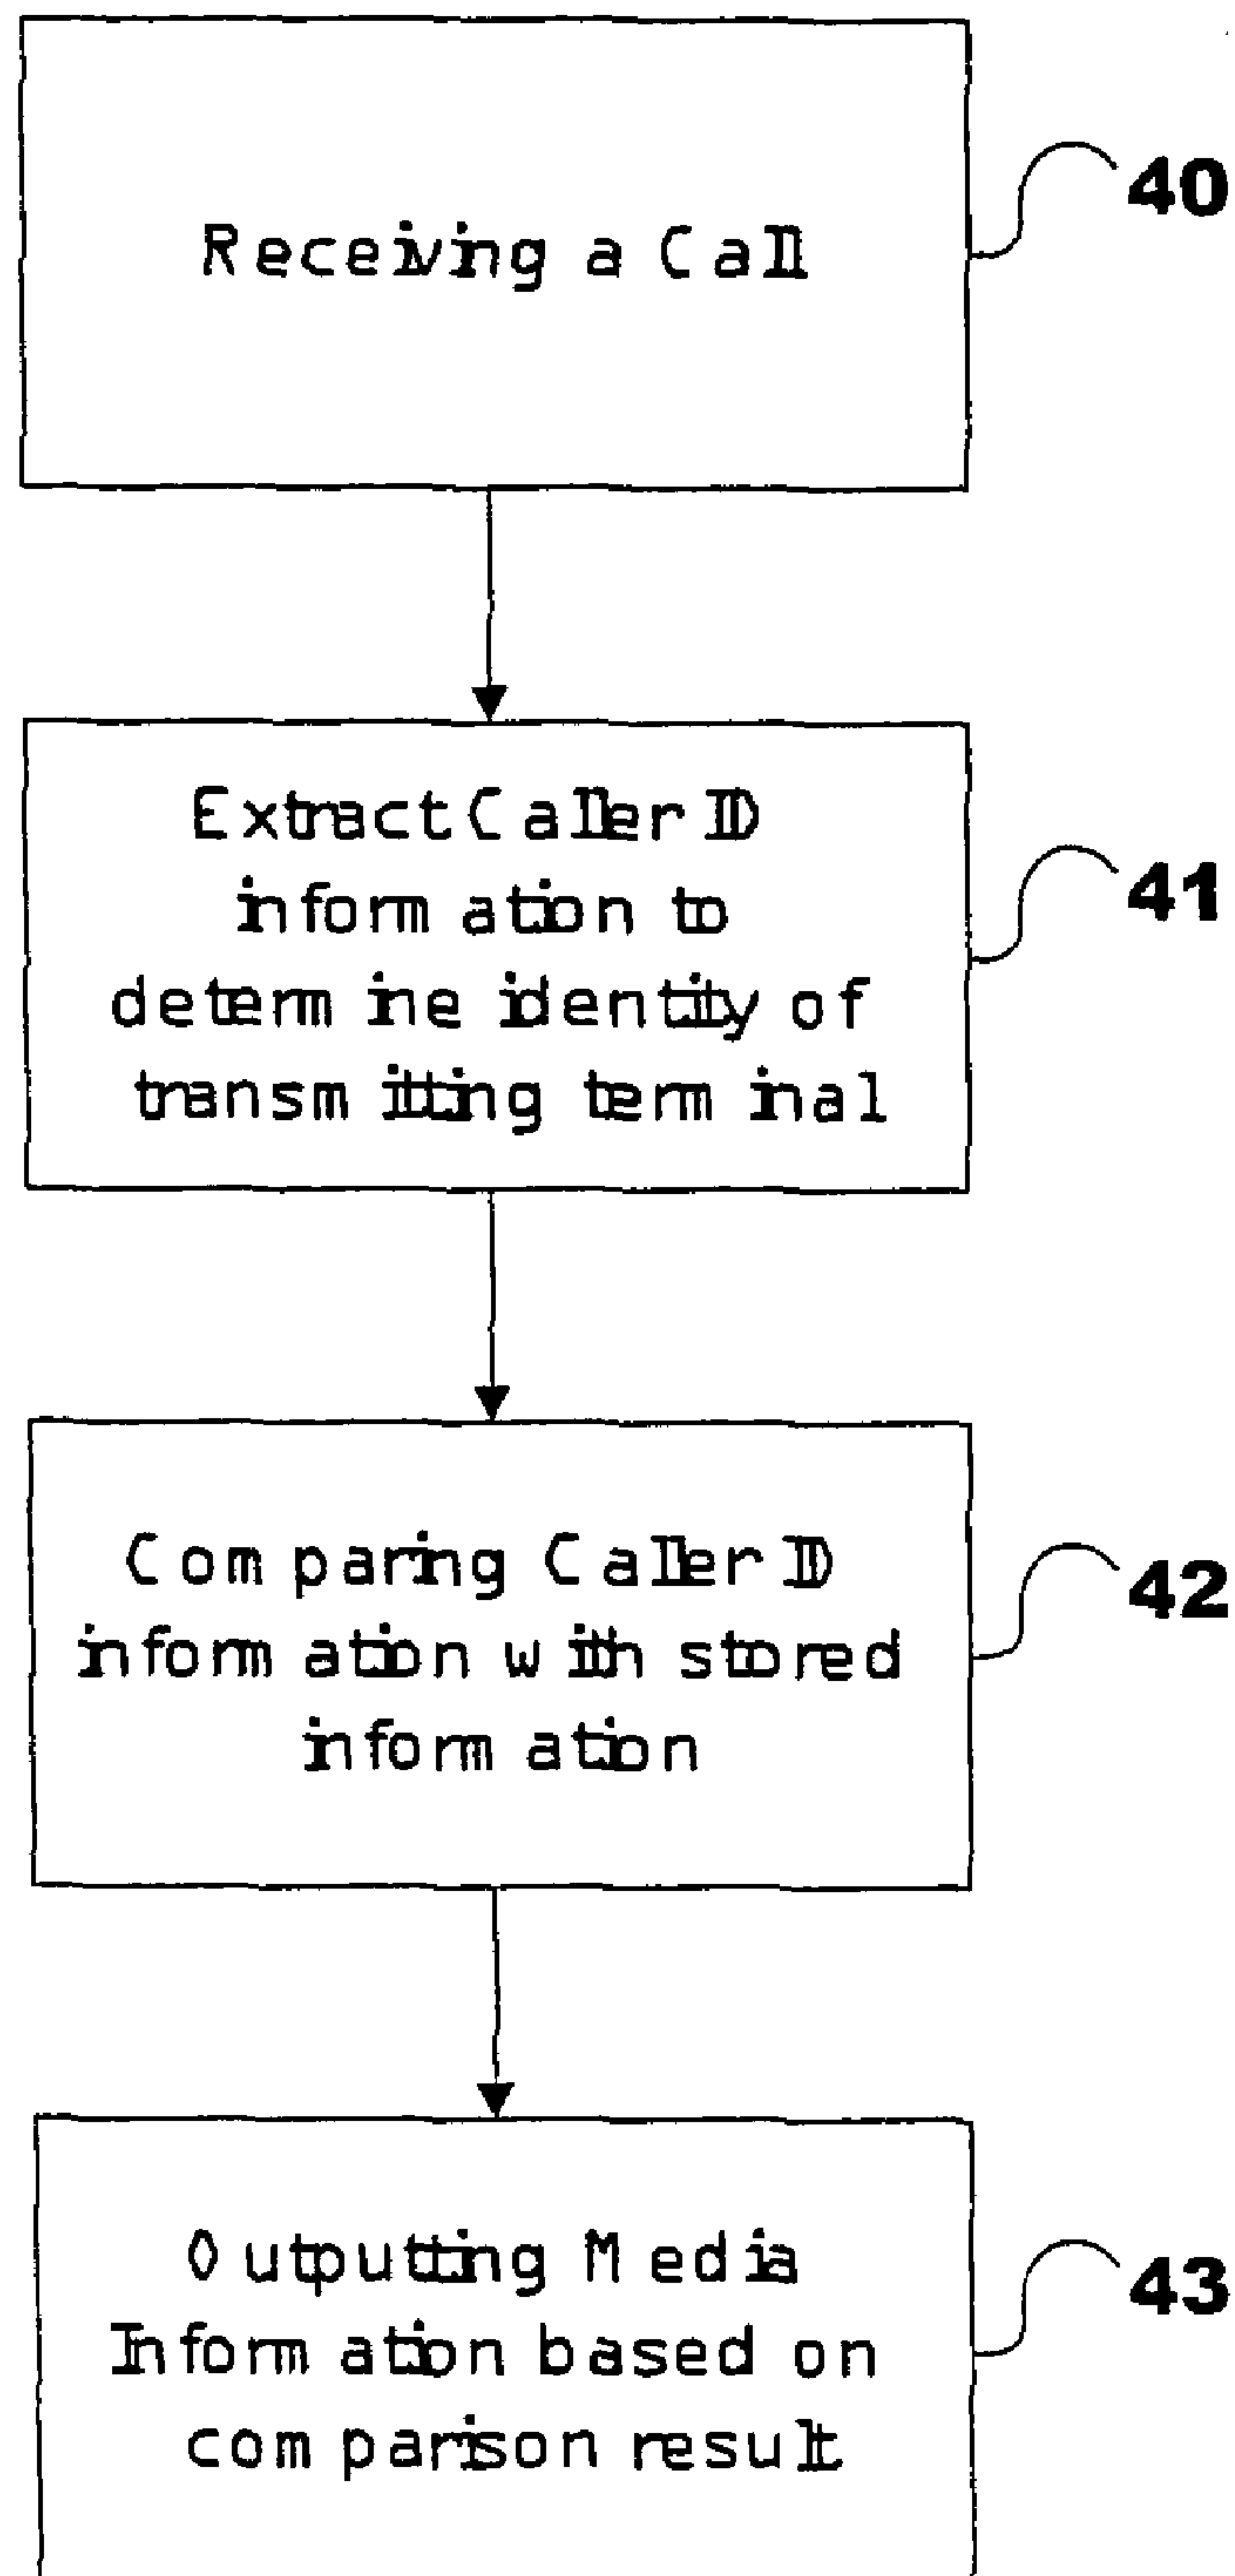 Receiving a Call
40
Extract Caller ID
information to
determine identity of
transmitting terminal
41
Comparing Caller ID
information with stored
information
42
Outputting Media
Information based on
comparison result
43